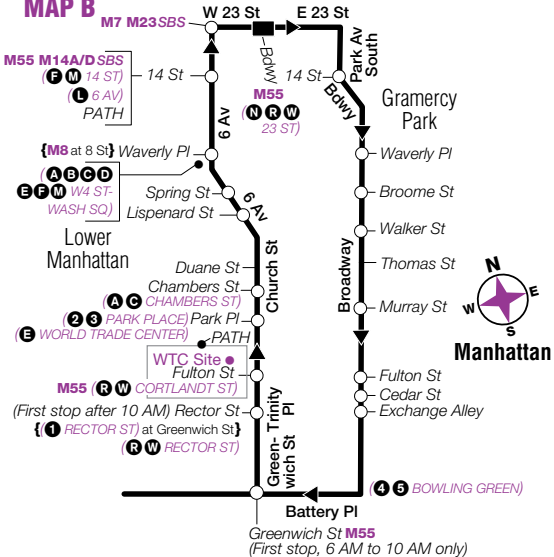 MAP B
M7 M23SBS
W 23 St
E 23 St
Bdwy
M55
(N R W
23 ST)
Park Av
South
14 St
Bdwy
Gramercy
Park
M55 M14A/D SBS
(F M 14 ST)
(L 6 AV)
PATH
14 St
6 Av
{M8 at 8 St} Waverly Pl
(A B C D
E F M W4 ST-
WASH SQ)
Spring St
6 Av
Lispenard St
Lower
Manhattan
Duane St
Chambers St
(A C CHAMBERS ST)
Church St
(2 3 PARK PLACE) Park Pl
(E WORLD TRADE CENTER)
PATH
WTC Site
Fulton St
M55 (R W CORTLANDT ST)
(First stop after 10 AM) Rector St
{(1 RECTOR ST) at Greenwich St}
(R W RECTOR ST)
Trinity
Pl
Green-
wich St
Waverly Pl
Broome St
Walker St
Thomas St
Broadway
Murray St
Fulton St
Cedar St
Exchange Alley
(4 5 BOWLING GREEN)
Battery Pl
Greenwich St M55
(First stop, 6 AM to 10 AM only)
N
E
W
S
Manhattan